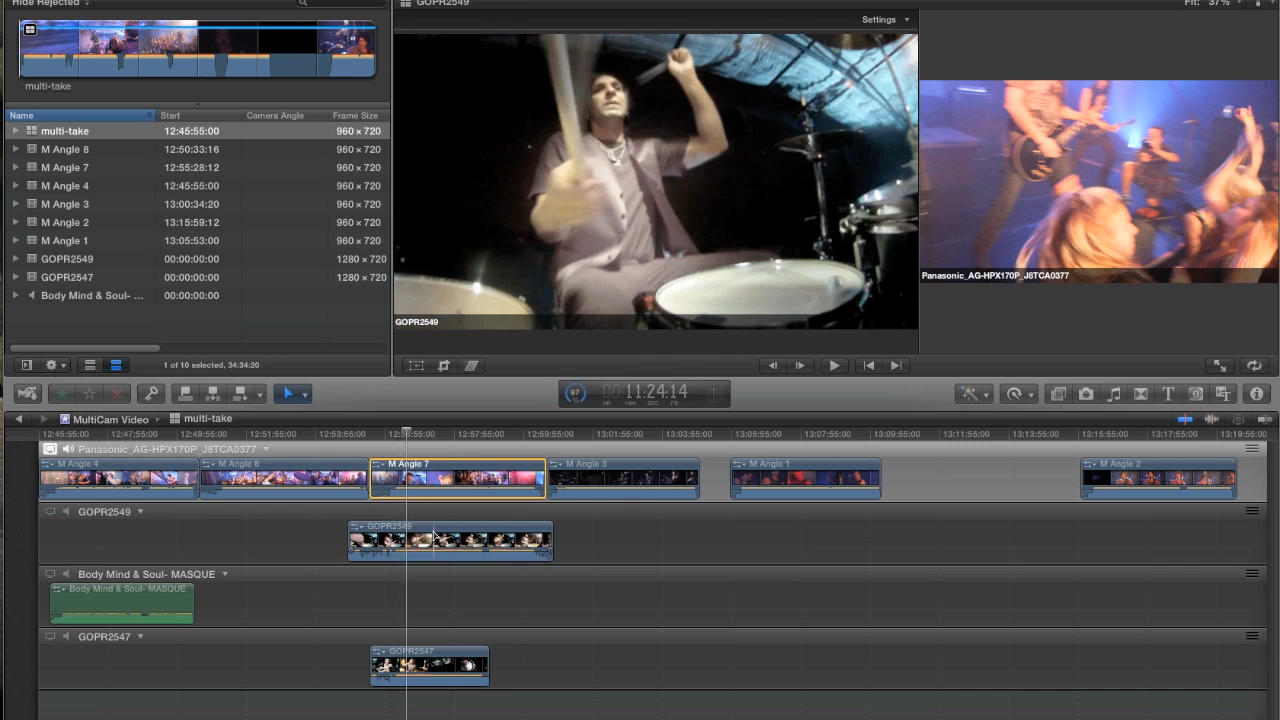 Hide Rejected
GOPR2549
Fit: 37%
Settings
multi-take
Name Start Camera Angle Frame Size
multi-take 12:45:55:00 960 × 720
M Angle 8 12:50:33:16 960 × 720
M Angle 7 12:55:28:12 960 × 720
M Angle 4 12:45:55:00 960 × 720
M Angle 3 13:00:34:20 960 × 720
M Angle 2 13:15:59:12 960 × 720
M Angle 1 13:05:53:00 960 × 720
GOPR2549 00:00:00:00 1280 × 720
GOPR2547 00:00:00:00 1280 × 720
Body Mind & Soul- ... 00:00:00:00
Panasonic_AG-HPX170P_J8TCA0377
GOPR2549
1 of 10 selected, 34:34:20
97 % 00:11:24:14
HR MIN SEC FR
MultiCam Video multi-take
12:45:55:00 12:47:55:00 12:49:55:00 12:51:55:00 12:53:55:00 12:55:55:00 12:57:55:00 12:59:55:00 13:01:55:00 13:03:55:00 13:05:55:00 13:07:55:00 13:09:55:00 13:11:55:00 13:13:55:00 13:15:55:00 13:17:55:00 13:19:55:00
Panasonic_AG-HPX170P_J8TCA0377
M Angle 4 M Angle 8 M Angle 7 M Angle 3 M Angle 1 M Angle 2
GOPR2549
GOPR2549
Body Mind & Soul- MASQUE
Body Mind & Soul- MASQUE
GOPR2547
GOPR2547